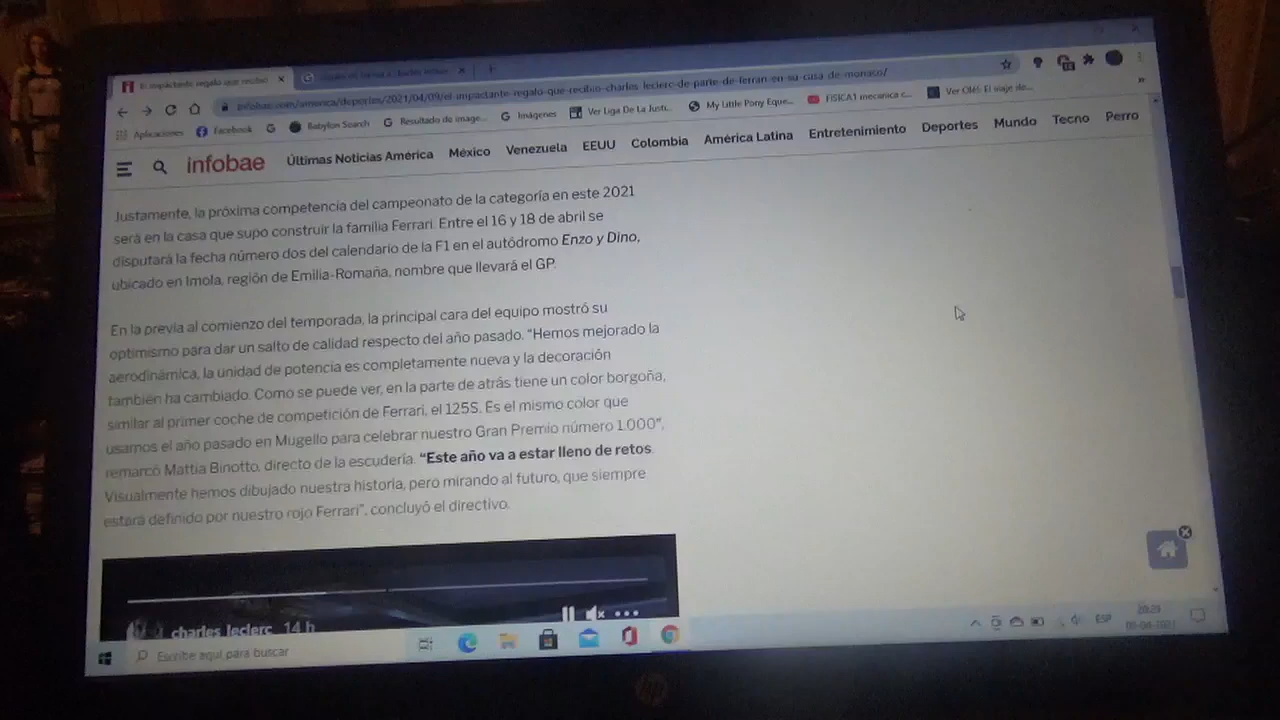 El impactante regalo que recibió
infobae.com/america/deportes/2021/04/09/el-impactante-regalo-que-recibio-charles-leclerc-de-parte-de-ferrari-en-su-casa-de-monaco/
Aplicaciones Facebook Babylon Search Resultado de image... Imágenes Ver Liga De La Justi... My Little Pony Eque... FISICA1 mecanica c... Ver Olé5 El viaje de...
infobae Últimas Noticias América México Venezuela EEUU Colombia América Latina Entretenimiento Deportes Mundo Tecno Perro
Justamente, la próxima competencia del campeonato de la categoría en este 2021
será en la casa que supo construir la familia Ferrari. Entre el 16 y 18 de abril se
disputará la fecha número dos del calendario de la F1 en el autódromo Enzo y Dino,
ubicado en Imola, región de Emilia-Romaña, nombre que llevará el GP.
En la previa al comienzo del temporada, la principal cara del equipo mostró su
optimismo para dar un salto de calidad respecto del año pasado. “Hemos mejorado la
aerodinámica, la unidad de potencia es completamente nueva y la decoración
también ha cambiado. Como se puede ver, en la parte de atrás tiene un color borgoña,
similar al primer coche de competición de Ferrari, el 125S. Es el mismo color que
usamos el año pasado en Mugello para celebrar nuestro Gran Premio número 1.000”,
remarcó Mattia Binotto, directo de la escudería. “Este año va a estar lleno de retos.
Visualmente hemos dibujado nuestra historia, pero mirando al futuro, que siempre
estará definido por nuestro rojo Ferrari”, concluyó el directivo.
charles_leclerc 14 h
Escribe aquí para buscar
ESP